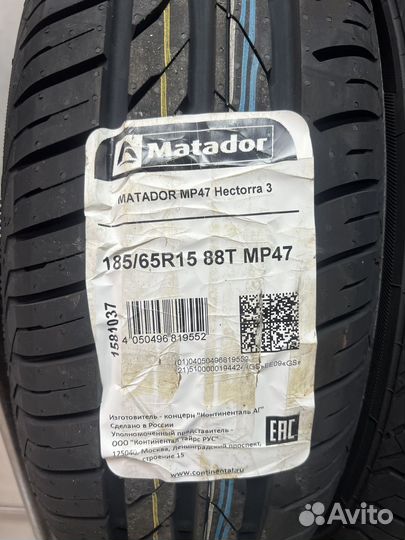 Matador
MATADOR MP47 Hectorra 3
185/65R15 88T MP47
1581037
4 050496 819552
(01)04050496819552
Изготовитель - концерн "Континенталь АГ"
Сделано в России
Уполномоченный представитель -
ООО "Континентал тайрс РУС"
125040, Москва, Ленинградский проспект,
строение 15
www.continental.ru
EAC
Avito